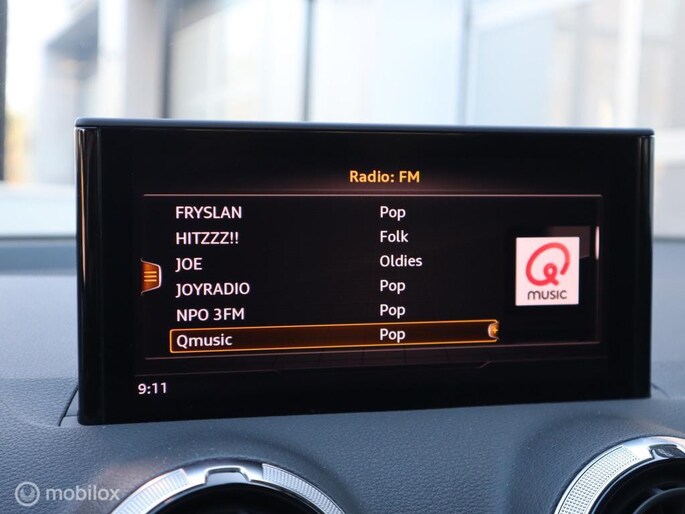 Radio: FM
FRYSLAN Pop
HITZZZ!! Folk
JOE Oldies
JOYRADIO Pop
NPO 3FM Pop
Qmusic Pop
Q
MUSIC
9:11
mobilox